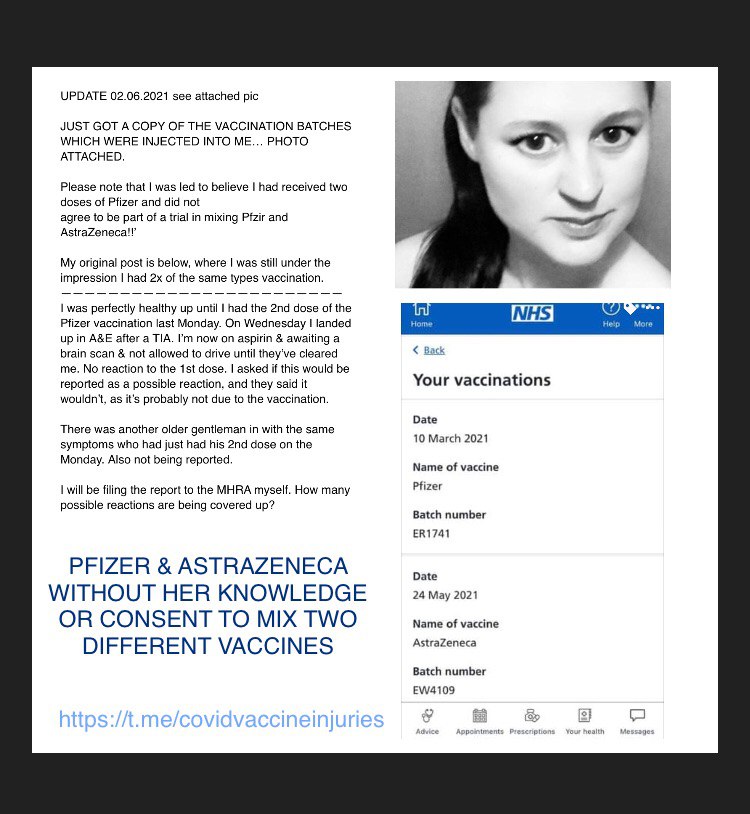 UPDATE 02.06.2021 see attached pic
JUST GOT A COPY OF THE VACCINATION BATCHES
WHICH WERE INJECTED INTO ME... PHOTO
ATTACHED.
Please note that I was led to believe I had received two
doses of Pfizer and did not
agree to be part of a trial in mixing Pfzir and
AstraZeneca!!’
My original post is below, where I was still under the
impression I had 2x of the same types vaccination.
————————————————————————
I was perfectly healthy up until I had the 2nd dose of the
Pfizer vaccination last Monday. On Wednesday I landed
up in A&E after a TIA. I’m now on aspirin & awaiting a
brain scan & not allowed to drive until they’ve cleared
me. No reaction to the 1st dose. I asked if this would be
reported as a possible reaction, and they said it
wouldn’t, as it’s probably not due to the vaccination.
There was another older gentleman in with the same
symptoms who had just had his 2nd dose on the
Monday. Also not being reported.
I will be filing the report to the MHRA myself. How many
possible reactions are being covered up?
PFIZER & ASTRAZENECA
WITHOUT HER KNOWLEDGE
OR CONSENT TO MIX TWO
DIFFERENT VACCINES
https://t.me/covidvaccineinjuries
Home NHS Help More
Back
Your vaccinations
Date
10 March 2021
Name of vaccine
Pfizer
Batch number
ER1741
Date
24 May 2021
Name of vaccine
AstraZeneca
Batch number
EW4109
Advice Appointments Prescriptions Your health Messages